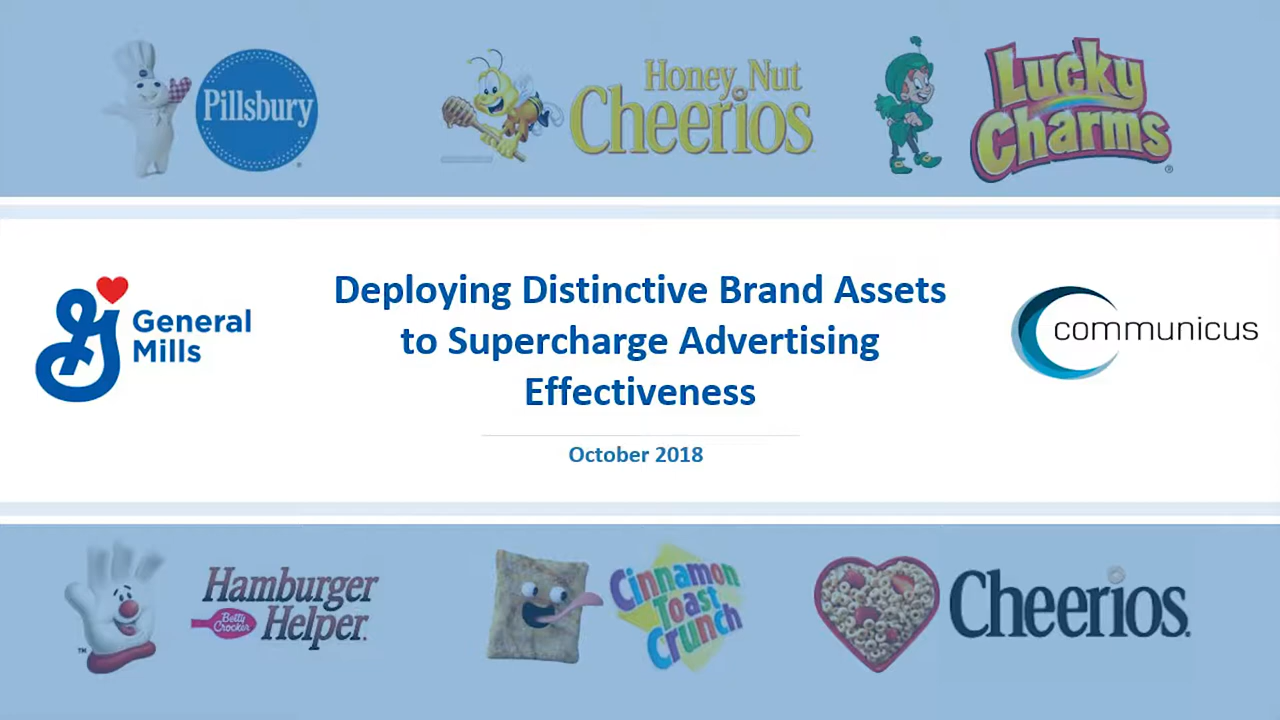 Pillsbury
®
Honey Nut
Cheerios
Lucky
Charms
®
General
Mills
Deploying Distinctive Brand Assets
to Supercharge Advertising
Effectiveness
October 2018
communicus
TM
Hamburger
Betty
Crocker
Helper.
Cinnamon
Toast
Crunch
Cheerios